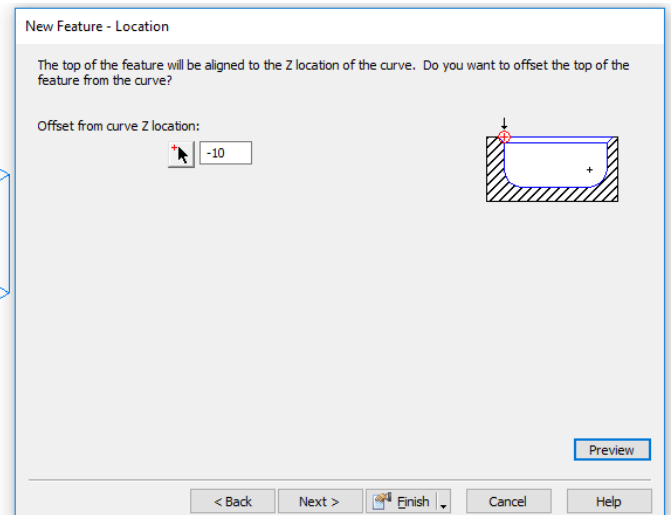 New Feature - Location
The top of the feature will be aligned to the Z location of the curve.  Do you want to offset the top of the
feature from the curve?
Offset from curve Z location:
-10
Preview
< Back
Next >
Finish
Cancel
Help